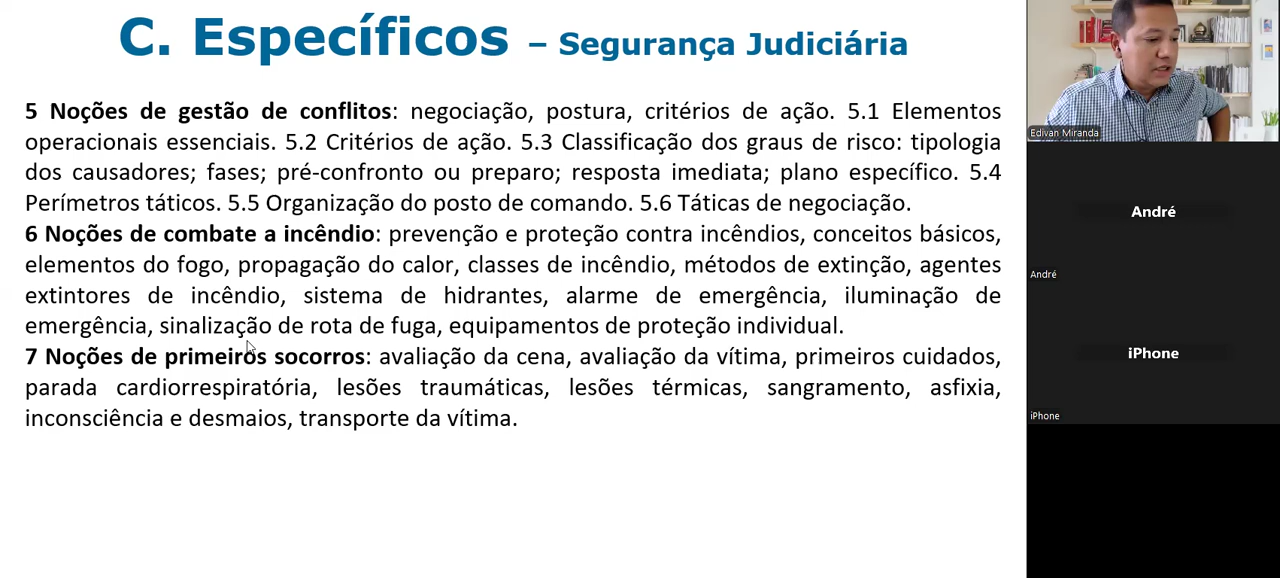 C. Específicos – Segurança Judiciária
5 Noções de gestão de conflitos: negociação, postura, critérios de ação. 5.1 Elementos
operacionais essenciais. 5.2 Critérios de ação. 5.3 Classificação dos graus de risco: tipologia
dos causadores; fases; pré-confronto ou preparo; resposta imediata; plano específico. 5.4
Perímetros táticos. 5.5 Organização do posto de comando. 5.6 Táticas de negociação.
6 Noções de combate a incêndio: prevenção e proteção contra incêndios, conceitos básicos,
elementos do fogo, propagação do calor, classes de incêndio, métodos de extinção, agentes
extintores de incêndio, sistema de hidrantes, alarme de emergência, iluminação de
emergência, sinalização de rota de fuga, equipamentos de proteção individual.
7 Noções de primeiros socorros: avaliação da cena, avaliação da vítima, primeiros cuidados,
parada cardiorrespiratória, lesões traumáticas, lesões térmicas, sangramento, asfixia,
inconsciência e desmaios, transporte da vítima.
Edivan Miranda
André
André
iPhone
iPhone